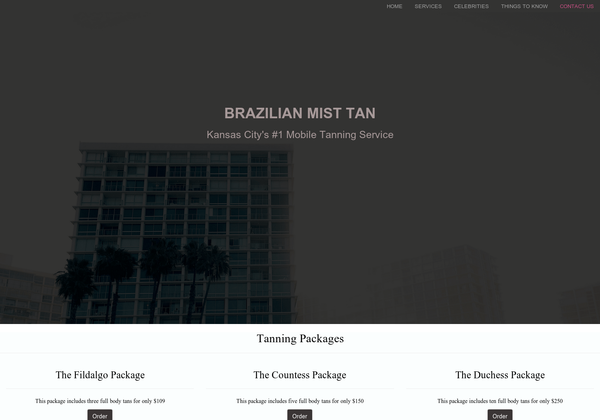 HOME SERVICES CELEBRITIES THINGS TO KNOW CONTACT US
BRAZILIAN MIST TAN
Kansas City's #1 Mobile Tanning Service
Tanning Packages
The Fildalgo Package The Countess Package The Duchess Package
This package includes three full body tans for only $109 This package includes five full body tans for only $150 This package includes ten full body tans for only $250
Order Order Order